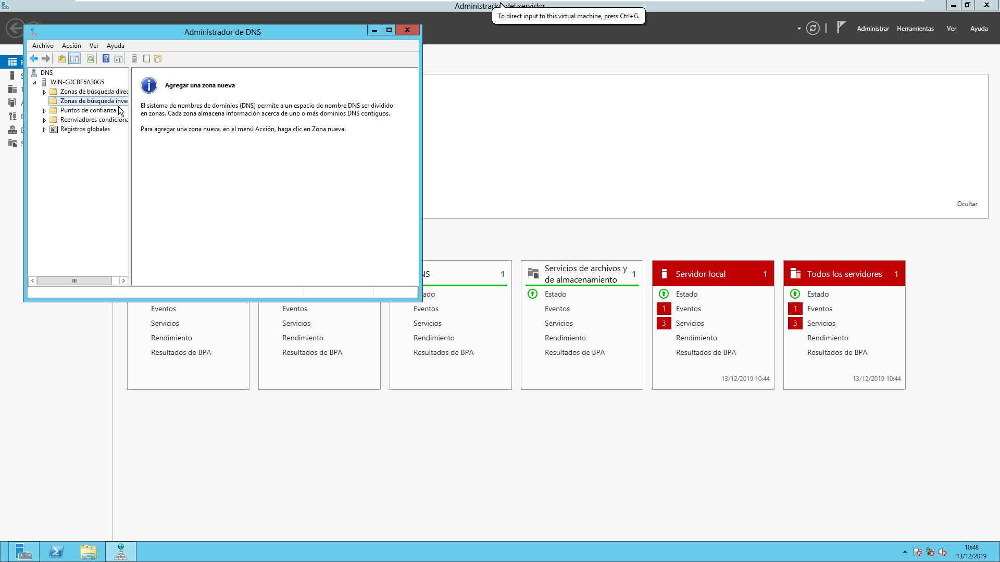 Administrador del servidor
To direct input to this virtual machine, press Ctrl+G.
Administrar Herramientas Ver Ayuda
Administrador de DNS
Archivo Acción Ver Ayuda
DNS
WIN-C0CBF6A30G5
Zonas de búsqueda direc
Zonas de búsqueda inver
Puntos de confianza
Reenviadores condiciona
Registros globales
Agregar una zona nueva
El sistema de nombres de dominios (DNS) permite a un espacio de nombre DNS ser dividido
en zonas. Cada zona almacena información acerca de uno o más dominios DNS contiguos.
Para agregar una zona nueva, en el menú Acción, haga clic en Zona nueva.
Ocultar
Eventos
Servicios
Rendimiento
Resultados de BPA
Eventos
Servicios
Rendimiento
Resultados de BPA
NS 1
ado
Eventos
Servicios
Rendimiento
Resultados de BPA
Servicios de archivos y
de almacenamiento
1
Estado
Eventos
Servicios
Rendimiento
Resultados de BPA
Servidor local 1
Estado
1 Eventos
3 Servicios
Rendimiento
Resultados de BPA
13/12/2019 10:44
Todos los servidores 1
Estado
1 Eventos
3 Servicios
Rendimiento
Resultados de BPA
13/12/2019 10:44
10:48
13/12/2019